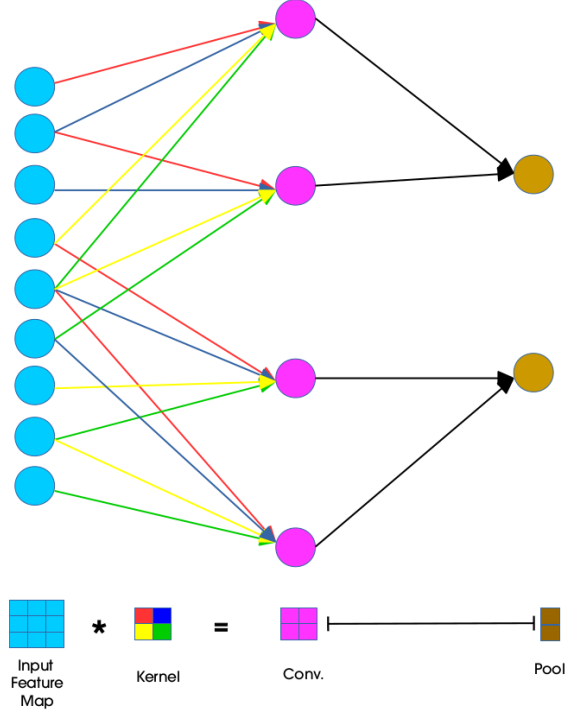 * =
Input
Feature
Map
Kernel
Conv.
Pool